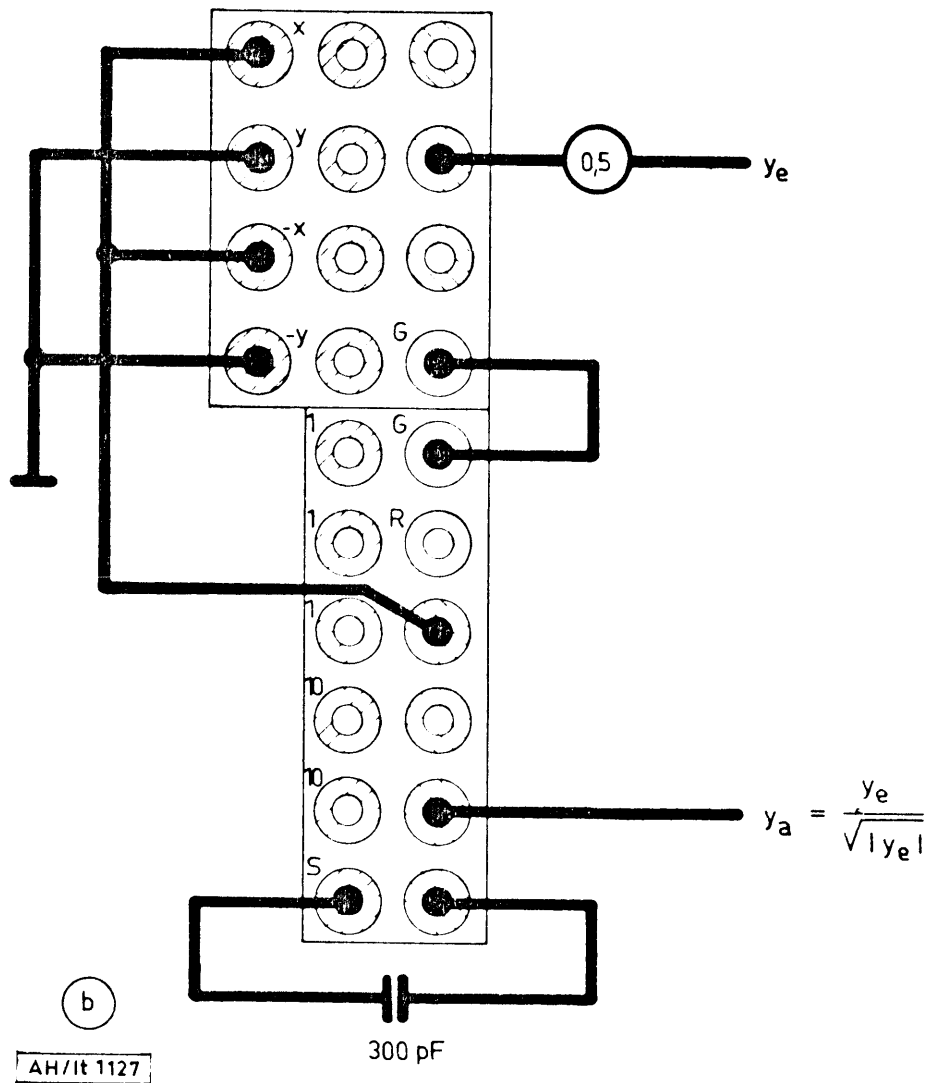 x
y
0,5
yₑ
-x
-y G
1 G
1 R
1
10
10
yₐ = yₑ / √|yₑ|
S
300 pF
b
AH/It 1127